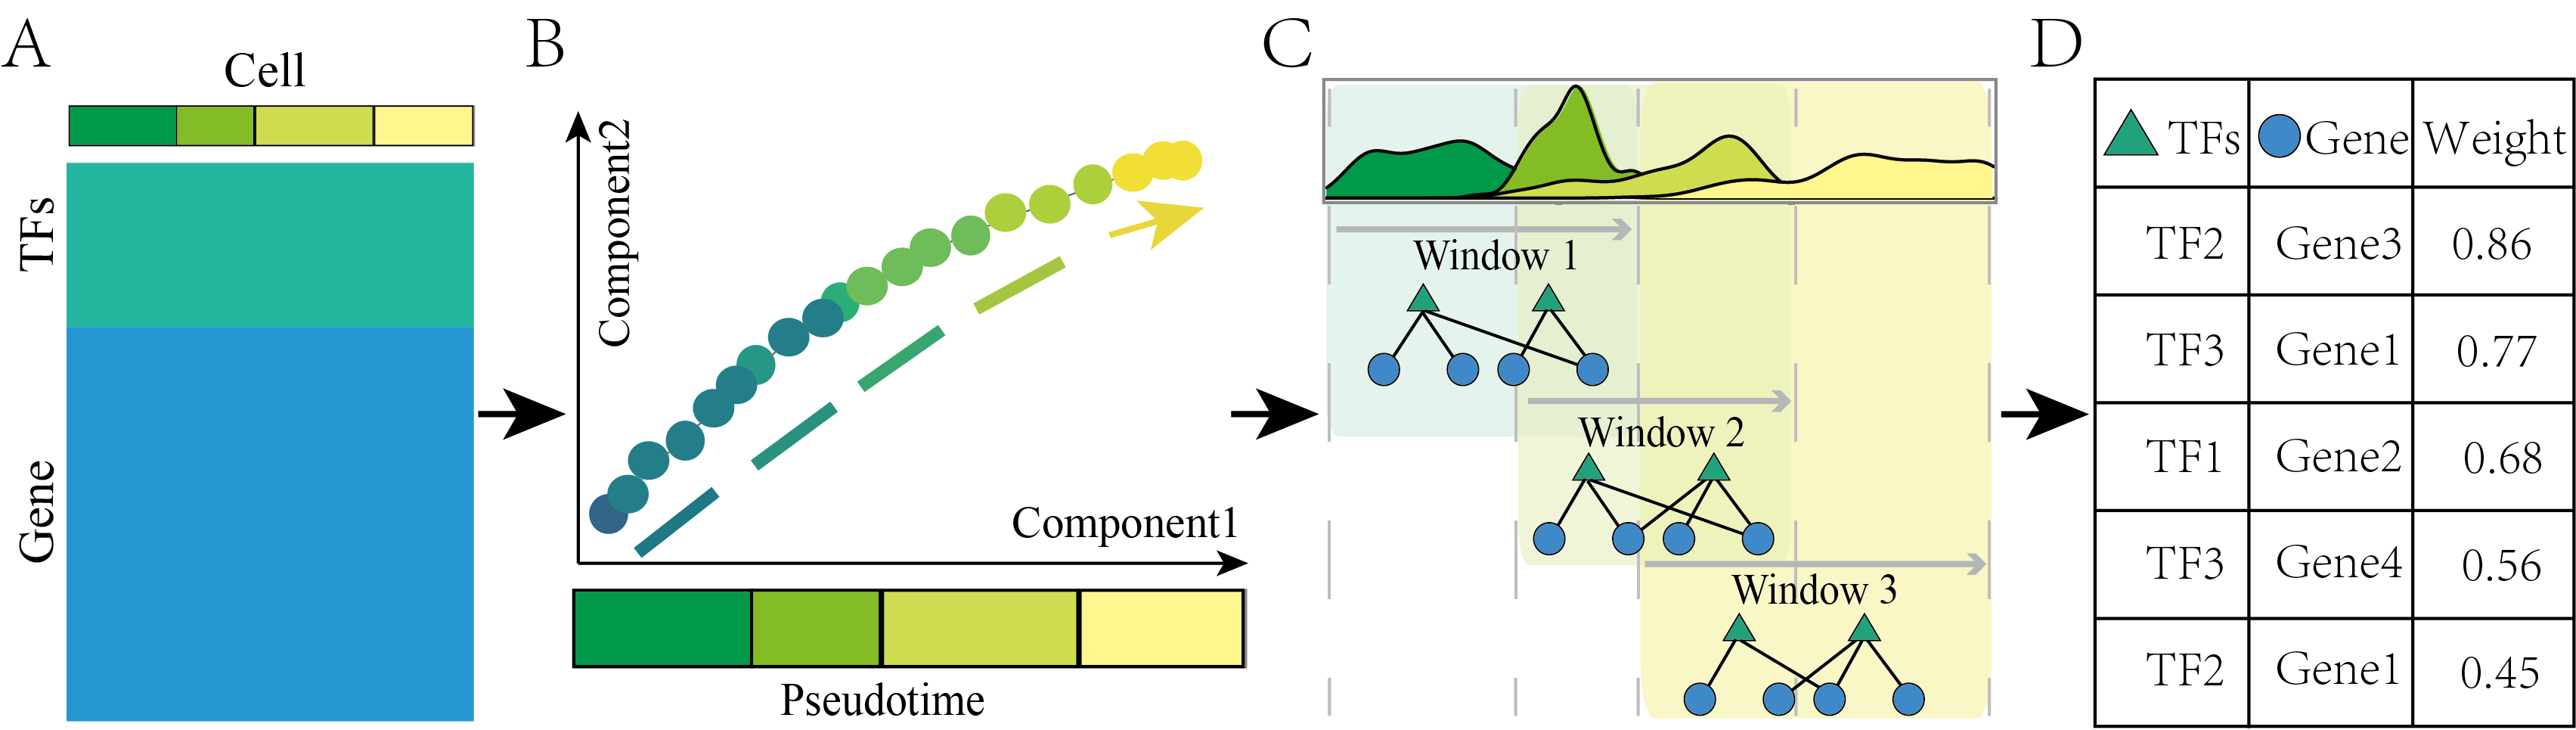 A
Cell
TFs
Gene
B
Component2
Component1
Pseudotime
C
Window 1
Window 2
Window 3
D
TFs Gene Weight
TF2 Gene3 0.86
TF3 Gene1 0.77
TF1 Gene2 0.68
TF3 Gene4 0.56
TF2 Gene1 0.45